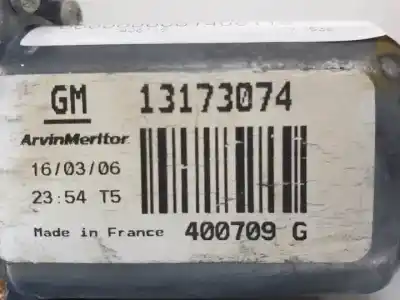 GM 13173074
ArvinMeritor
16/03/06
23:54 T5
Made in France 400709 G